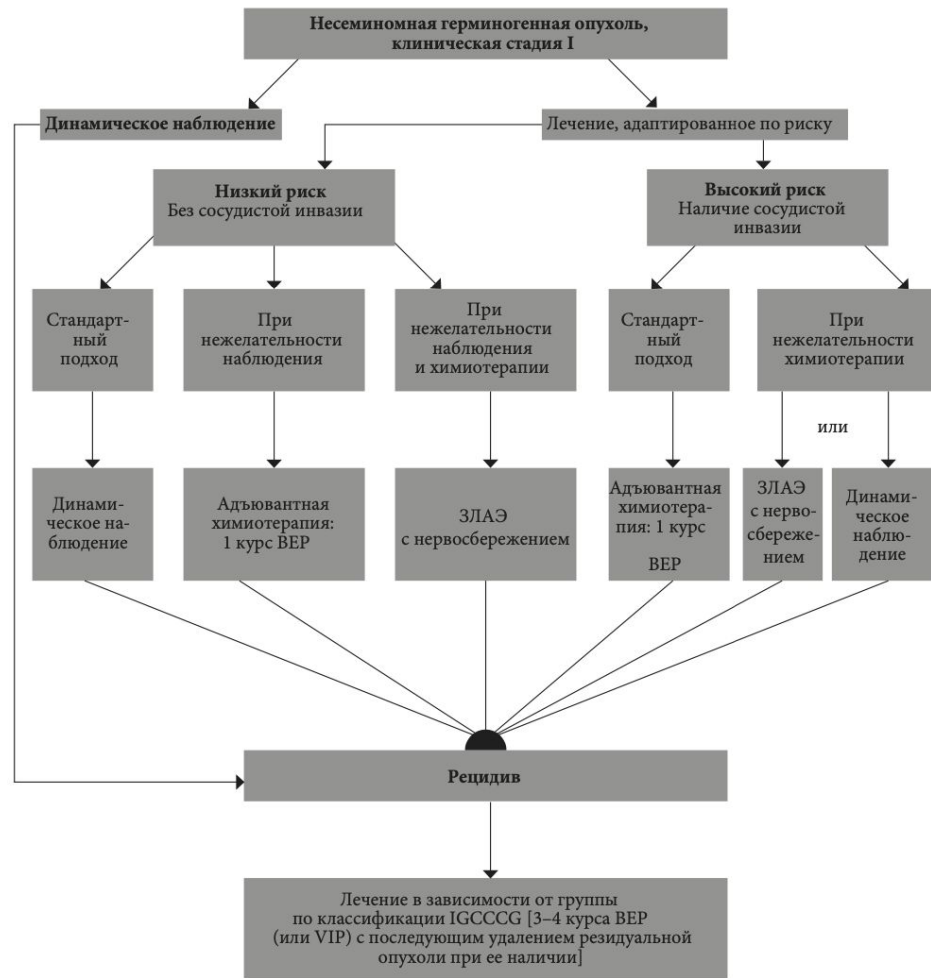 Несеминомная герминогенная опухоль,
клиническая стадия I
Динамическое наблюдение
Лечение, адаптированное по риску
Низкий риск
Без сосудистой инвазии
Высокий риск
Наличие сосудистой
инвазии
Стандарт-
ный
подход
При
нежелательности
наблюдения
При
нежелательности
наблюдения
и химиотерапии
Стандарт-
ный
подход
При
нежелательности
химиотерапии
или
Динами-
ческое на-
блюдение
Адъювантная
химиотерапия:
1 курс BEP
ЗЛАЭ
с нервосбережением
Адъювантная
химиотера-
пия: 1 курс
BEP
ЗЛАЭ
с нерво-
сбереже-
нием
Динами-
ческое
наблю-
дение
Рецидив
Лечение в зависимости от группы
по классификации IGCCCG [3–4 курса BEP
(или VIP) с последующим удалением резидуальной
опухоли при ее наличии]